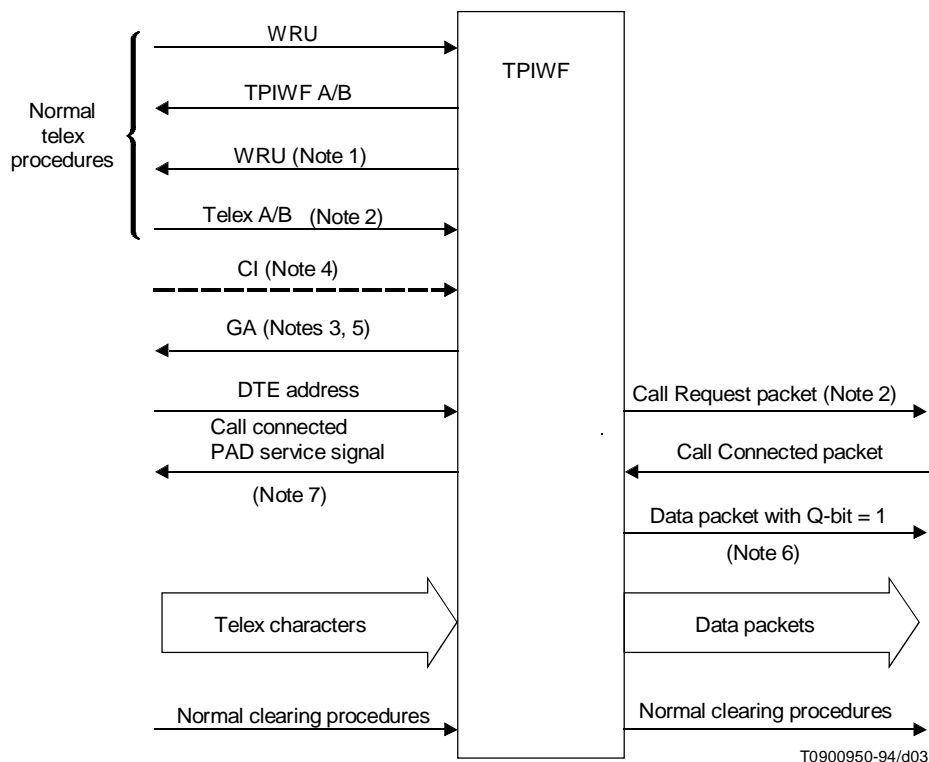 WRU
TPIWF
TPIWF A/B
Normal
telex
procedures
WRU (Note 1)
Telex A/B (Note 2)
CI (Note 4)
GA (Notes 3, 5)
DTE address
Call Request packet (Note 2)
Call connected
PAD service signal
Call Connected packet
(Note 7)
Data packet with Q-bit = 1
(Note 6)
Telex characters
Data packets
Normal clearing procedures
Normal clearing procedures
T0900950-94/d03